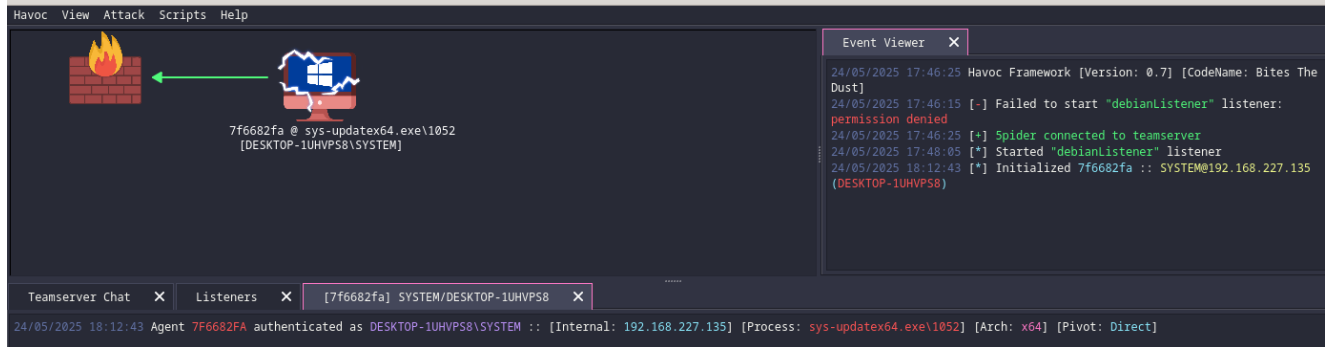 Havoc View Attack Scripts Help
7f6682fa @ sys-updatex64.exe\1052
[DESKTOP-1UHVPS8\SYSTEM]
Event Viewer
24/05/2025 17:46:25 Havoc Framework [Version: 0.7] [CodeName: Bites The
Dust]
24/05/2025 17:46:15 [-] Failed to start "debianListener" listener:
permission denied
24/05/2025 17:46:25 [+] 5pider connected to teamserver
24/05/2025 17:48:05 [*] Started "debianListener" listener
24/05/2025 18:12:43 [*] Initialized 7f6682fa :: SYSTEM@192.168.227.135
(DESKTOP-1UHVPS8)
Teamserver Chat Listeners [7f6682fa] SYSTEM/DESKTOP-1UHVPS8
24/05/2025 18:12:43 Agent 7F6682FA authenticated as DESKTOP-1UHVPS8\SYSTEM :: [Internal: 192.168.227.135] [Process: sys-updatex64.exe\1052] [Arch: x64] [Pivot: Direct]